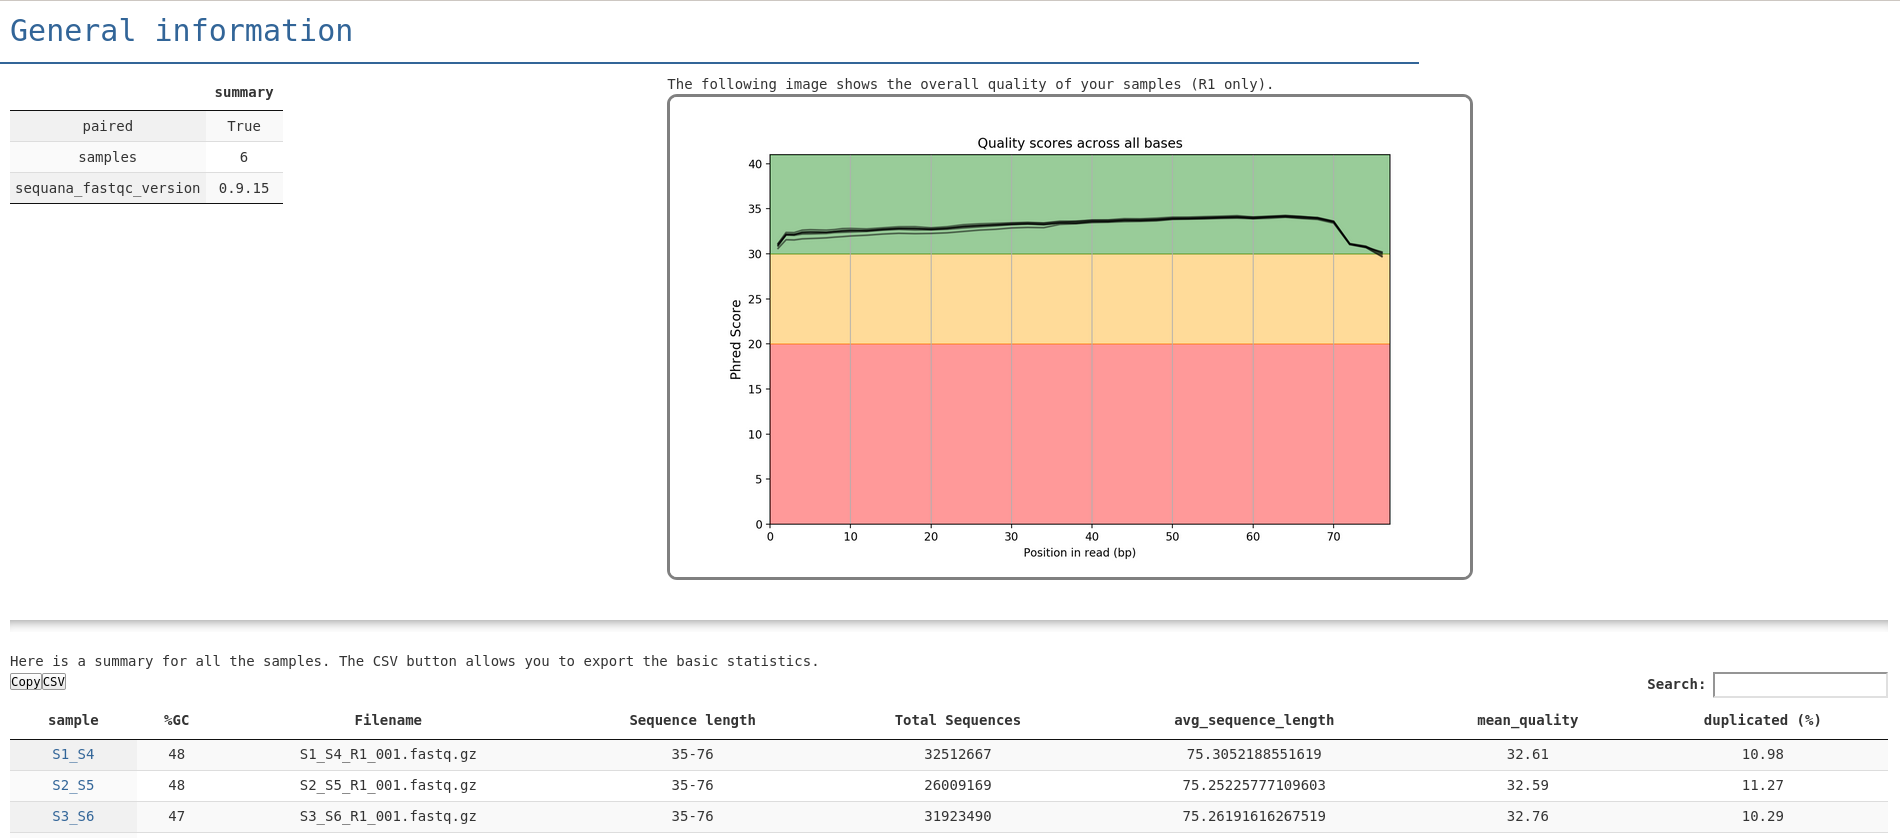 General information
summary
paired True
samples 6
sequana_fastqc_version 0.9.15
The following image shows the overall quality of your samples (R1 only).
Quality scores across all bases
40
35
30
25
20
15
10
5
0
Phred Score
0 10 20 30 40 50 60 70
Position in read (bp)
Here is a summary for all the samples. The CSV button allows you to export the basic statistics.
Copy CSV
Search:
sample %GC Filename Sequence length Total Sequences avg_sequence_length mean_quality duplicated (%)
S1_S4 48 S1_S4_R1_001.fastq.gz 35-76 32512667 75.3052188551619 32.61 10.98
S2_S5 48 S2_S5_R1_001.fastq.gz 35-76 26009169 75.25225777109603 32.59 11.27
S3_S6 47 S3_S6_R1_001.fastq.gz 35-76 31923490 75.26191616267519 32.76 10.29